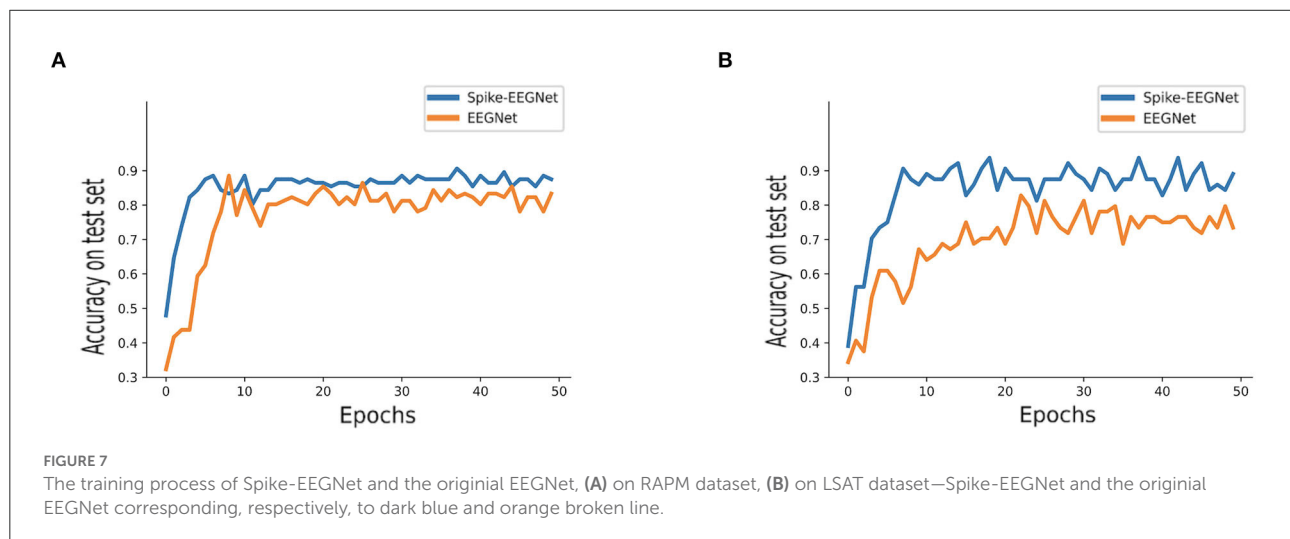 A
Spike-EEGNet
EEGNet
0.9
0.8
0.7
0.6
0.5
0.4
0.3
Accuracy on test set
0 10 20 30 40 50
Epochs
B
Spike-EEGNet
EEGNet
0.9
0.8
0.7
0.6
0.5
0.4
0.3
Accuracy on test set
0 10 20 30 40 50
Epochs
FIGURE 7
The training process of Spike-EEGNet and the originial EEGNet, (A) on RAPM dataset, (B) on LSAT dataset—Spike-EEGNet and the originial
EEGNet corresponding, respectively, to dark blue and orange broken line.